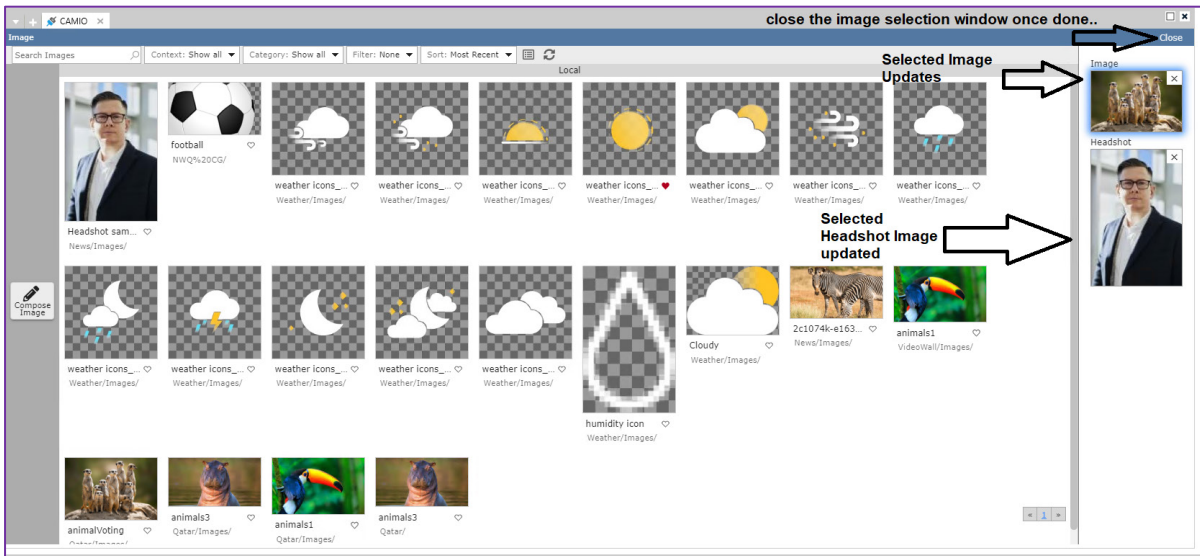 CAMIO ×
close the image selection window once done..
Image
Close
Search Images
Context: Show all
Category: Show all
Filter: None
Sort: Most Recent
Local
Selected Image
Updates
Image
Headshot
football
NWQ%20CG/
weather icons_...
weather icons_...
weather icons_...
weather icons_...
weather icons_...
weather icons_...
weather icons_...
Weather/Images/
Weather/Images/
Weather/Images/
Weather/Images/
Weather/Images/
Weather/Images/
Weather/Images/
Headshot sam...
News/Images/
Selected
Headshot Image
updated
Compose
Image
weather icons_...
weather icons_...
weather icons_...
weather icons_...
weather icons_...
Weather/Images/
Weather/Images/
Weather/Images/
Weather/Images/
Weather/Images/
humidity icon
Weather/Images/
Cloudy
Weather/Images/
2c1074k-e163...
News/Images/
animals1
VideoWall/Images/
animalVoting
Qatar/Images/
animals3
Qatar/Images/
animals1
Qatar/Images/
animals3
Qatar/
« 1 »